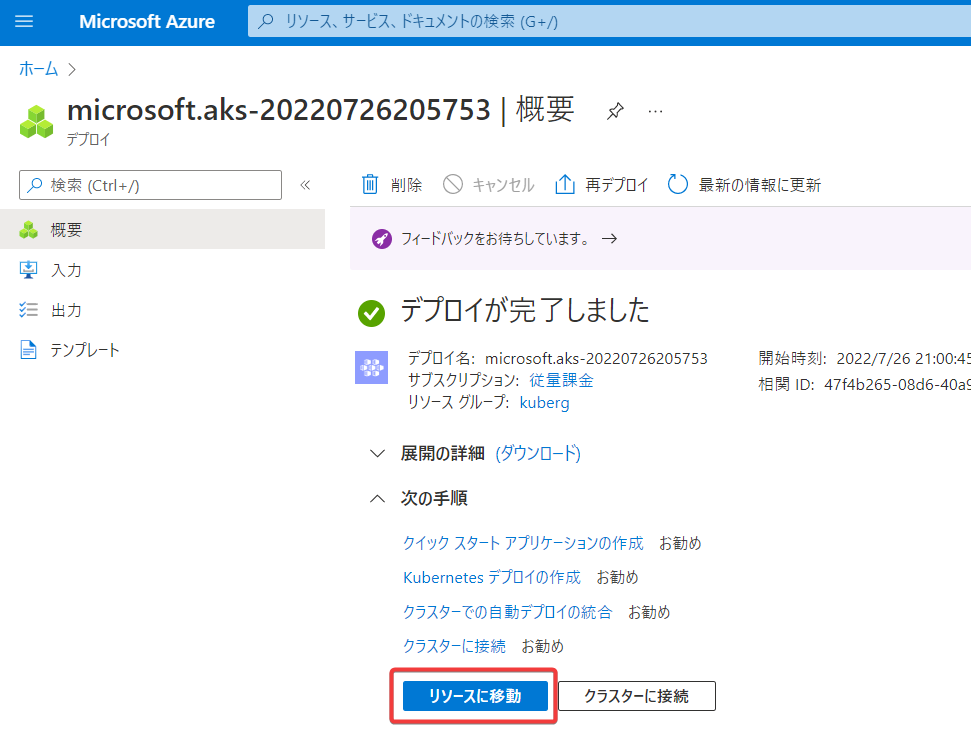 Microsoft Azure
リソース、サービス、ドキュメントの検索 (G+/)
ホーム
microsoft.aks-20220726205753 | 概要
デプロイ
検索 (Ctrl+/)
削除 キャンセル 再デプロイ 最新の情報に更新
概要
入力
出力
テンプレート
フィードバックをお待ちしています。 →
デプロイが完了しました
デプロイ名: microsoft.aks-20220726205753
サブスクリプション: 従量課金
リソース グループ: kuberg
開始時刻: 2022/7/26 21:00:45
相関 ID: 47f4b265-08d6-40a9
展開の詳細 (ダウンロード)
次の手順
クイック スタート アプリケーションの作成 お勧め
Kubernetes デプロイの作成 お勧め
クラスターでの自動デプロイの統合 お勧め
クラスターに接続 お勧め
リソースに移動 クラスターに接続